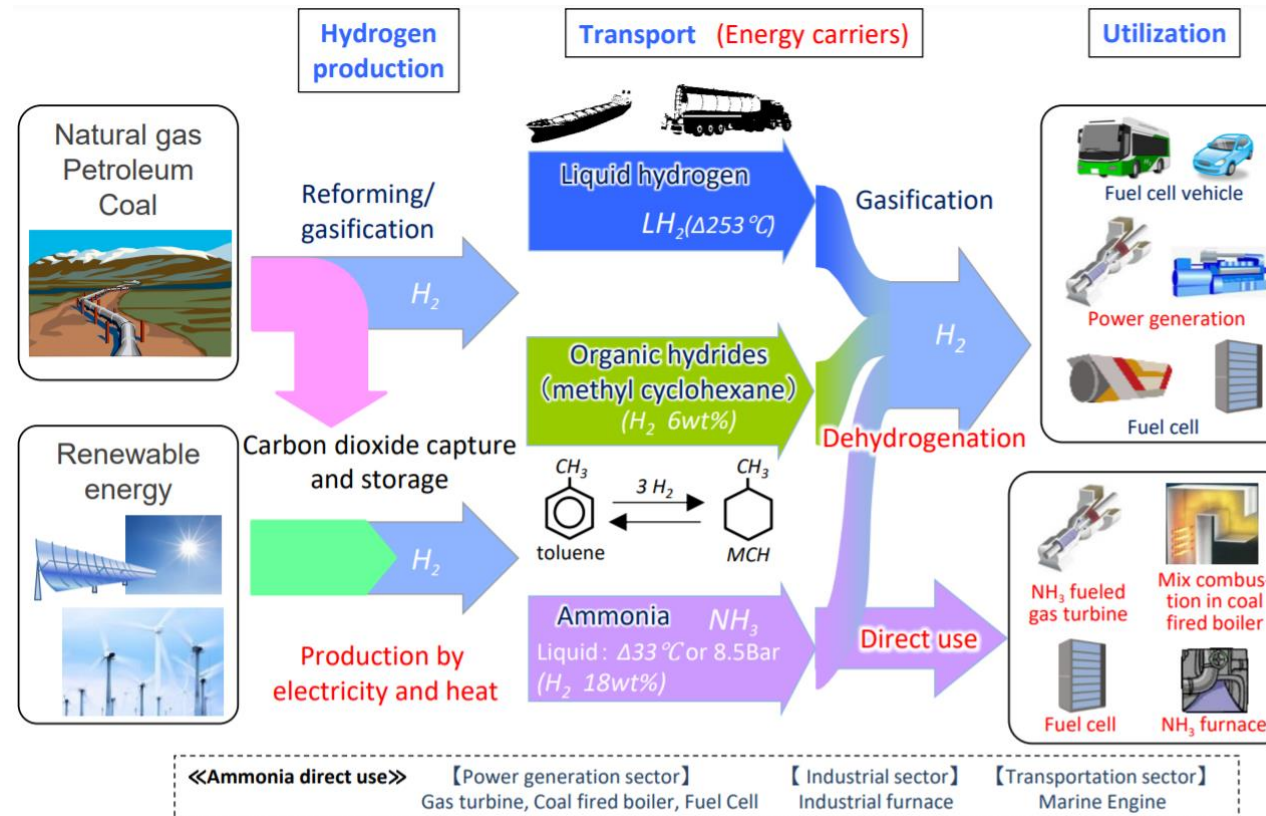 Hydrogen
production
Transport (Energy carriers)
Utilization
Natural gas
Petroleum
Coal
Reforming/
gasification
H₂
Liquid hydrogen
LH₂(Δ253℃)
Gasification
H₂
Fuel cell vehicle
Power generation
Fuel cell
Organic hydrides
(methyl cyclohexane)
(H₂ 6wt%)
Dehydrogenation
Carbon dioxide capture
and storage
Renewable
energy
H₂
Production by
electricity and heat
CH₃
3 H₂
CH₃
toluene
MCH
Ammonia NH₃
Liquid : Δ33℃ or 8.5Bar
(H₂ 18wt%)
Direct use
NH₃ fueled
gas turbine
Mix combus-
tion in coal
fired boiler
Fuel cell
NH₃ furnace
≪Ammonia direct use≫ 【Power generation sector】 【 Industrial sector】 【Transportation sector】
Gas turbine, Coal fired boiler, Fuel Cell Industrial furnace Marine Engine